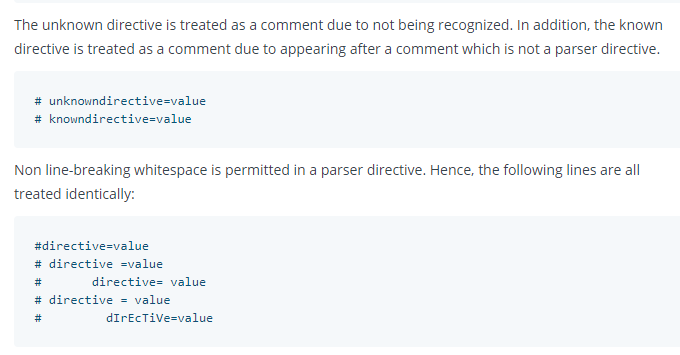 The unknown directive is treated as a comment due to not being recognized. In addition, the known
directive is treated as a comment due to appearing after a comment which is not a parser directive.
# unknowndirective=value
# knowndirective=value
Non line-breaking whitespace is permitted in a parser directive. Hence, the following lines are all
treated identically:
#directive=value
# directive =value
#       directive= value
# directive = value
#         dIrEcTiVe=value